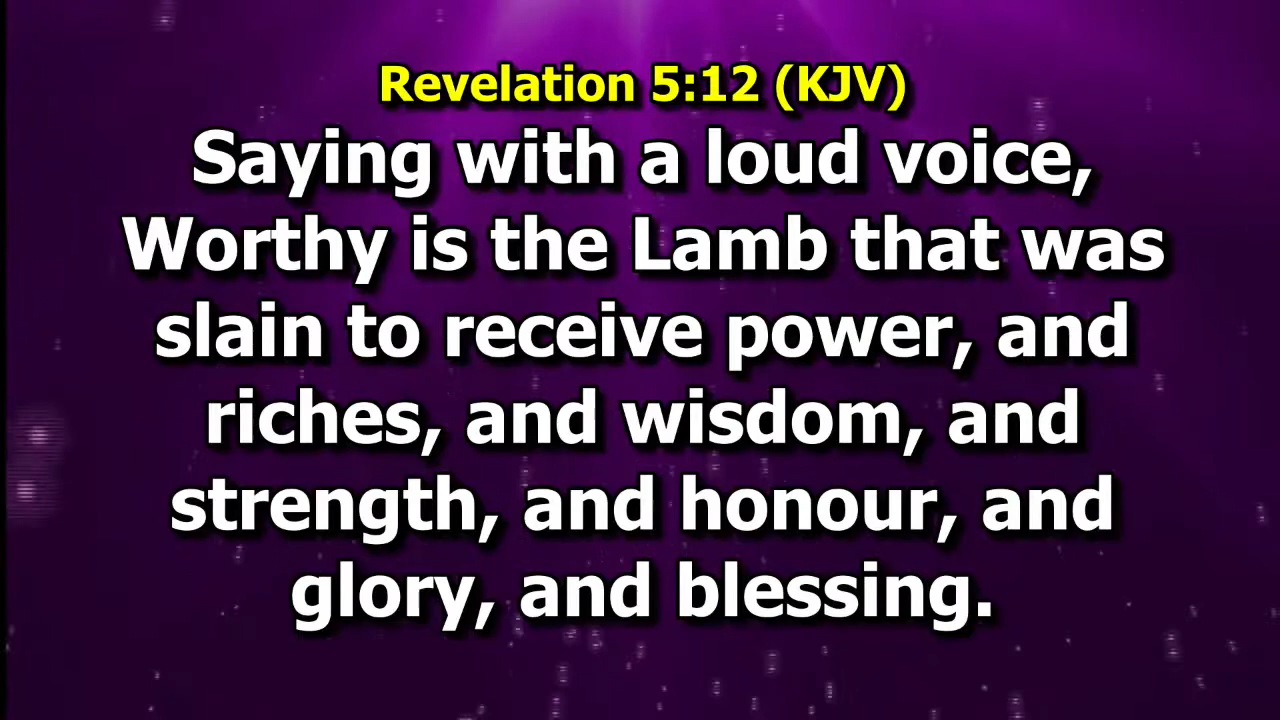 Revelation 5:12 (KJV)
Saying with a loud voice,
Worthy is the Lamb that was
slain to receive power, and
riches, and wisdom, and
strength, and honour, and
glory, and blessing.